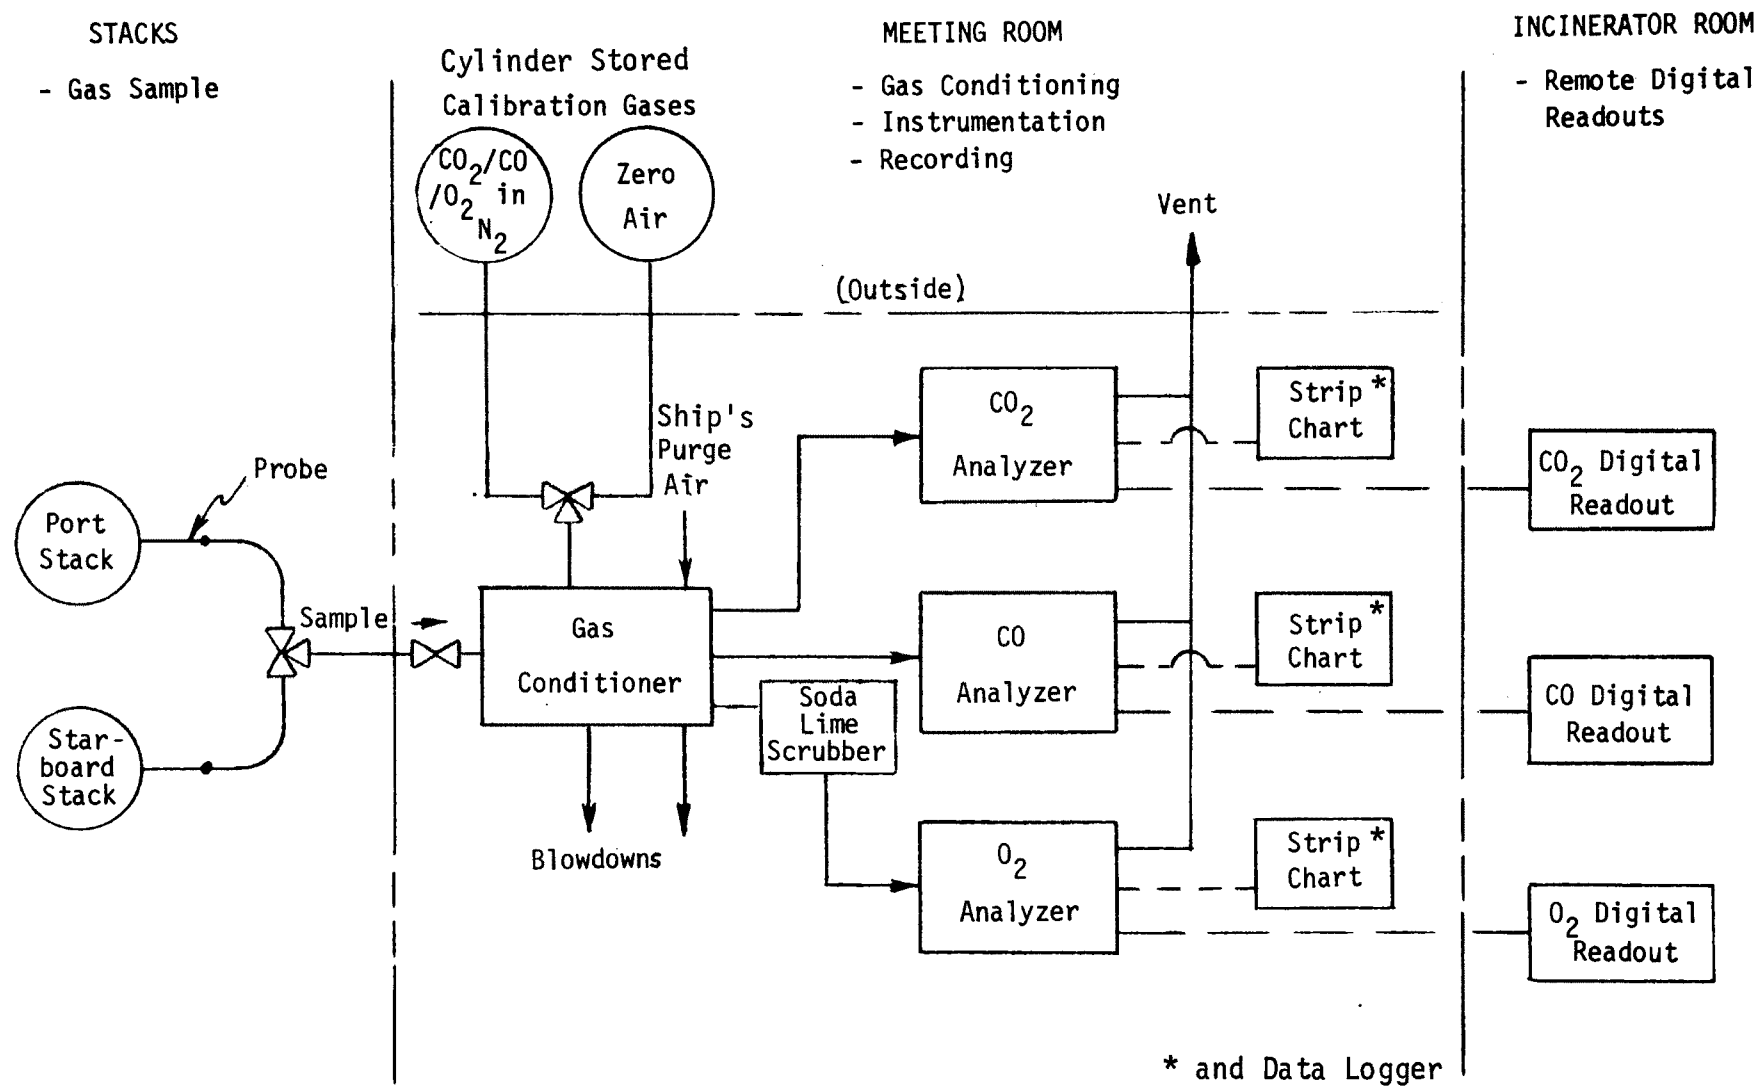 STACKS
- Gas Sample
Cylinder Stored
Calibration Gases
CO2/CO
/O2 in
N2
Zero
Air
MEETING ROOM
- Gas Conditioning
- Instrumentation
- Recording
INCINERATOR ROOM
- Remote Digital
Readouts
Vent
(Outside)
Ship's
Purge
Air
Probe
Port
Stack
Sample
Star-
board
Stack
Gas
Conditioner
Soda
Lime
Scrubber
Blowdowns
CO2
Analyzer
Strip *
Chart
CO2 Digital
Readout
CO
Analyzer
Strip *
Chart
CO Digital
Readout
O2
Analyzer
Strip *
Chart
O2 Digital
Readout
* and Data Logger